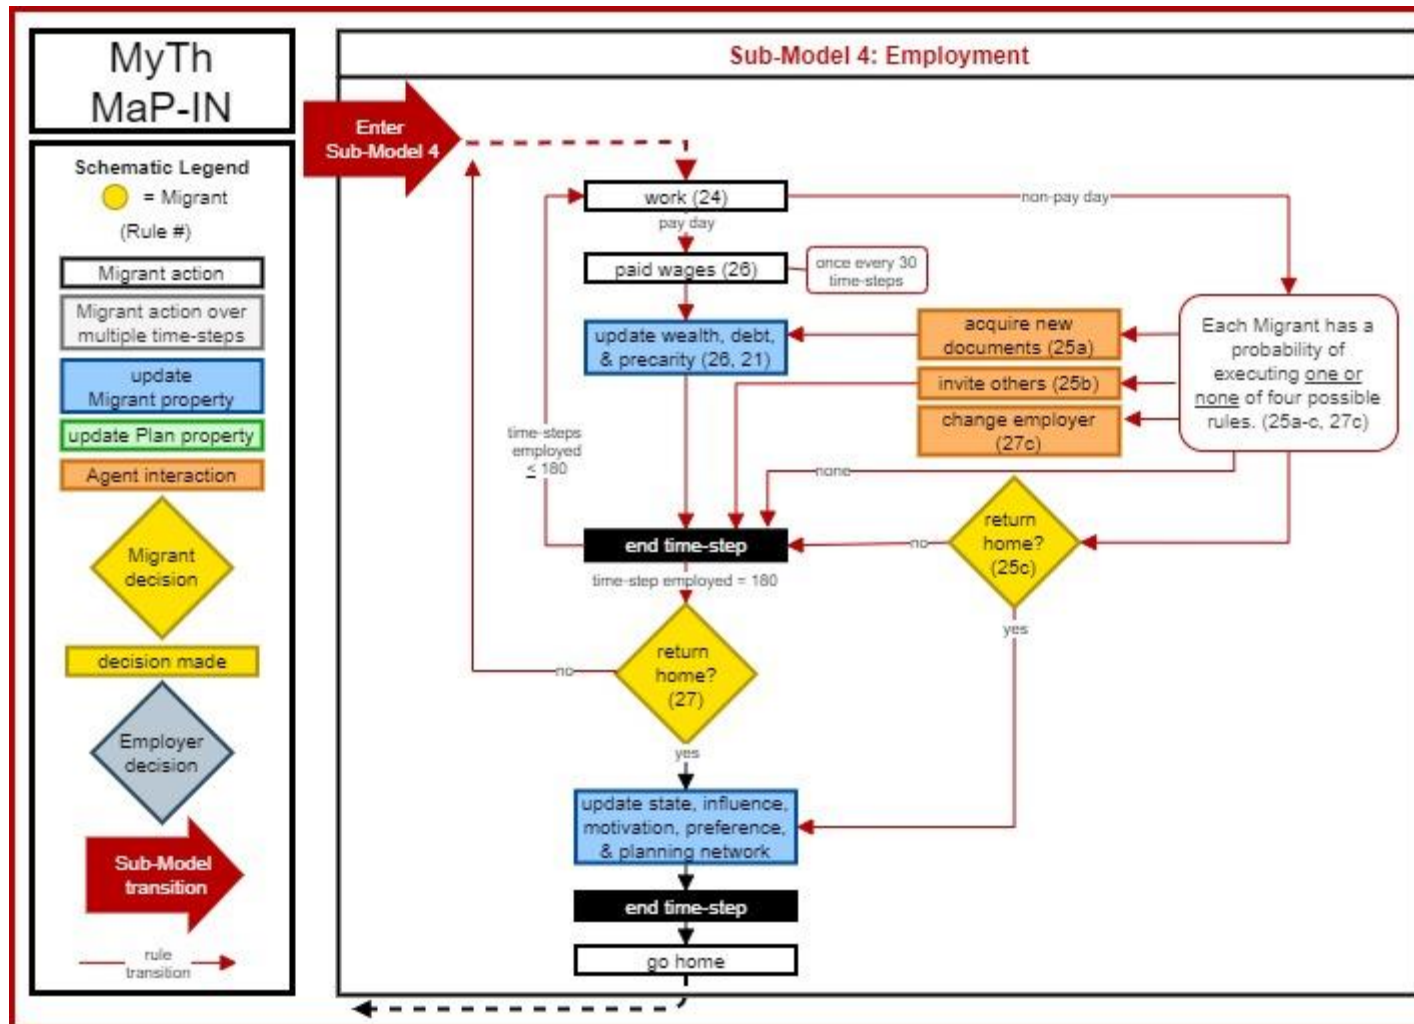 MyTh
MaP-IN
Schematic Legend
= Migrant
(Rule #)
Migrant action
Migrant action over
multiple time-steps
update
Migrant property
update Plan property
Agent interaction
Migrant
decision
decision made
Employer
decision
Sub-Model
transition
rule
transition
Sub-Model 4: Employment
Enter
Sub-Model 4
work (24)
non-pay day
pay day
paid wages (26)
once every 30
time-steps
update wealth, debt,
& precarity (26, 21)
acquire new
documents (25a)
invite others (25b)
change employer
(27c)
Each Migrant has a
probability of
executing one or
none of four possible
rules. (25a-c, 27c)
time-steps
employed
≤ 180
none
return
home?
(25c)
no
end time-step
time-step employed = 180
yes
return
home?
(27)
no
yes
update state, influence,
motivation, preference,
& planning network
end time-step
go home